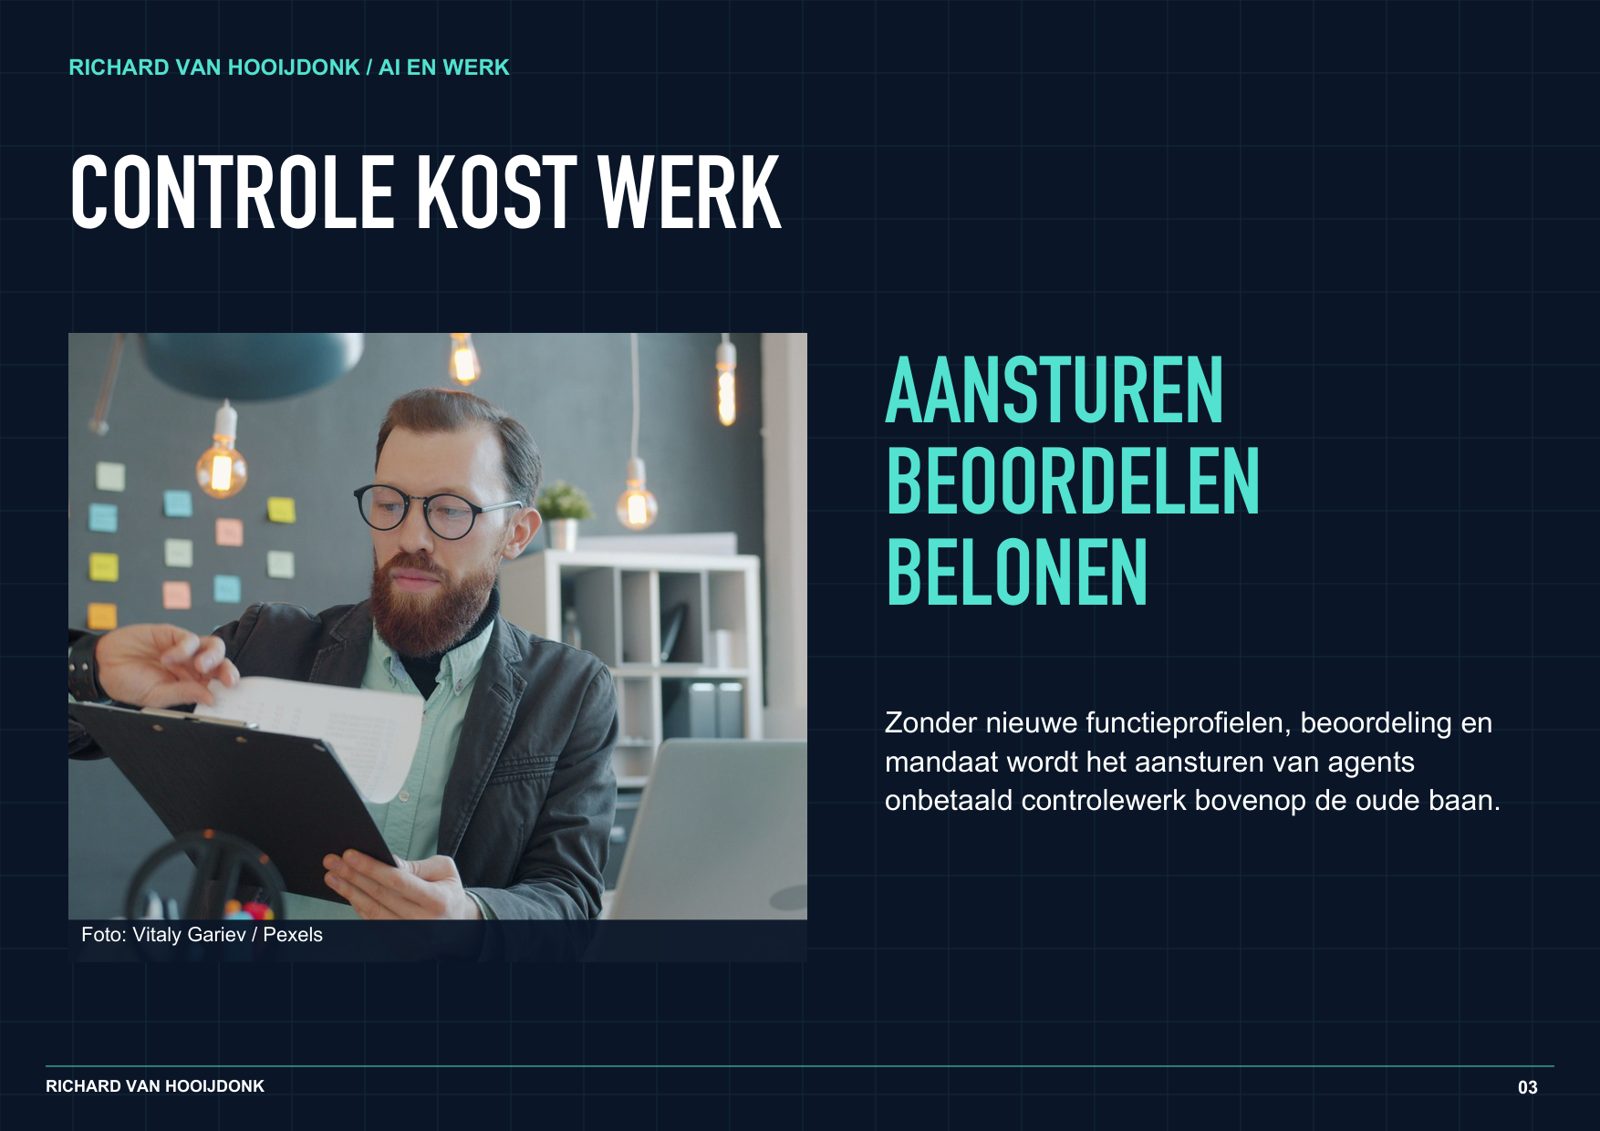 RICHARD VAN HOOIJDONK / AI EN WERK
CONTROLE KOST WERK
AANSTUREN
BEOORDELEN
BELONEN
Zonder nieuwe functieprofielen, beoordeling en
mandaat wordt het aansturen van agents
onbetaald controlewerk bovenop de oude baan.
Foto: Vitaly Gariev / Pexels
RICHARD VAN HOOIJDONK
03